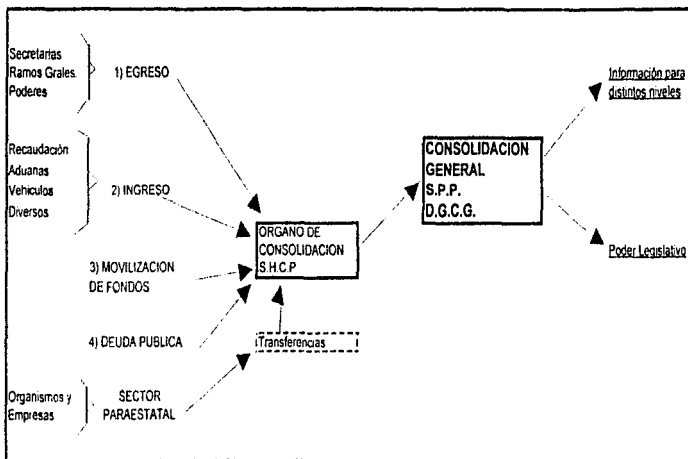 Secretarias
Ramos Grales.
Poderes
1) EGRESO
Recaudación
Aduanas
Vehiculos
Diversos
2) INGRESO
3) MOVILIZACION
DE FONDOS
4) DEUDA PUBLICA
Organismos y
Empresas
SECTOR
PARAESTATAL
ORGANO DE
CONSOLIDACION
S.H.C.P
Transferencias
CONSOLIDACION
GENERAL
S.P.P.
D.G.C.G.
Información para
distintos niveles
Poder Legislativo